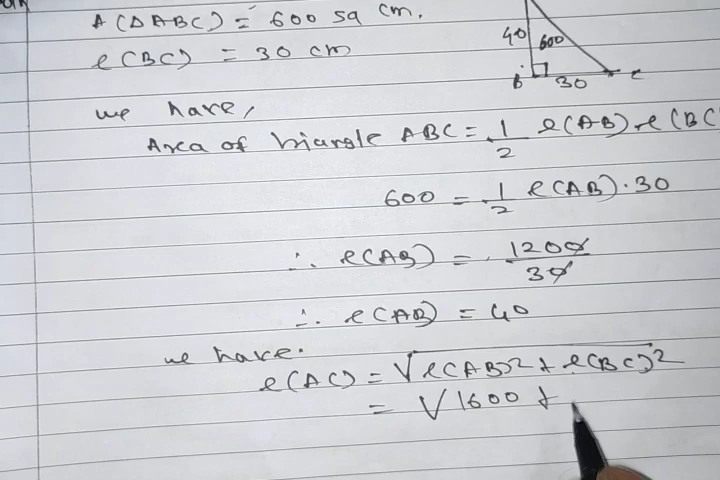 A(ΔABC) = 600 sq cm.
l(BC) = 30 cm
40 600
B 30 C
we have,
Area of triangle ABC = 1/2 l(AB) · l(BC
600 = 1/2 l(AB) · 30
∴ l(AB) = 1200/30
∴ l(AB) = 40
we have.
l(AC) = √l(AB)2 + l(BC)2
= √1600 +